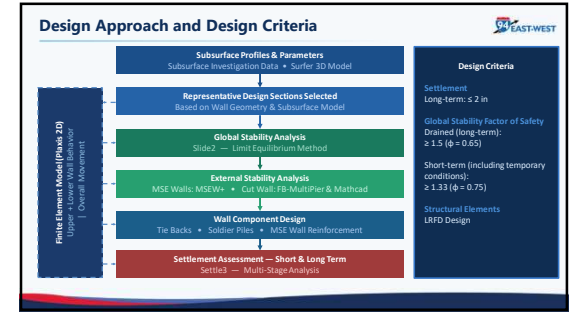 Design Approach and Design Criteria
94 EAST-WEST
Subsurface Profiles & Parameters
Subsurface Investigation Data • Surfer 3D Model
Representative Design Sections Selected
Based on Wall Geometry & Subsurface Model
Global Stability Analysis
Slide2 — Limit Equilibrium Method
External Stability Analysis
MSE Walls: MSEW+ • Cut Wall: FB-MultiPier & Mathcad
Wall Component Design
Tie Backs • Soldier Piles • MSE Wall Reinforcement
Settlement Assessment — Short & Long Term
Settle3 — Multi-Stage Analysis
Finite Element Model (Plaxis 2D)
Upper + Lower Wall Behavior
| Overall Movement
Design Criteria
Settlement
Long-term: ≤ 2 in
Global Stability Factor of Safety
Drained (long-term):
≥ 1.5 (ϕ = 0.65)
Short-term (including temporary
conditions):
≥ 1.33 (ϕ = 0.75)
Structural Elements
LRFD Design